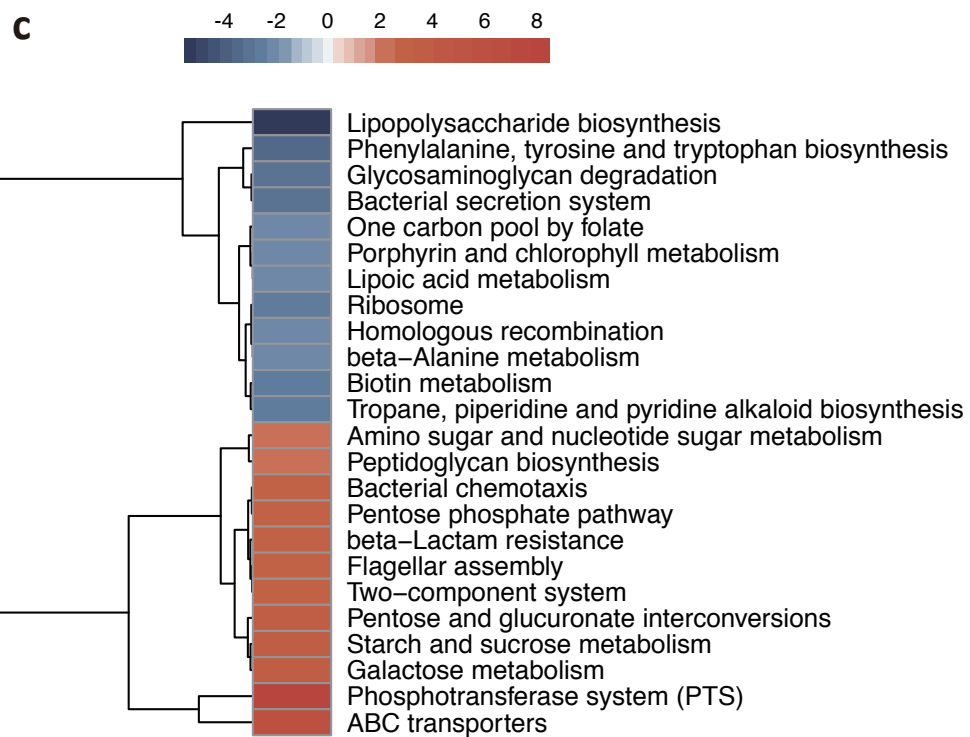 c
-4 -2 0 2 4 6 8
Lipopolysaccharide biosynthesis
Phenylalanine, tyrosine and tryptophan biosynthesis
Glycosaminoglycan degradation
Bacterial secretion system
One carbon pool by folate
Porphyrin and chlorophyll metabolism
Lipoic acid metabolism
Ribosome
Homologous recombination
beta−Alanine metabolism
Biotin metabolism
Tropane, piperidine and pyridine alkaloid biosynthesis
Amino sugar and nucleotide sugar metabolism
Peptidoglycan biosynthesis
Bacterial chemotaxis
Pentose phosphate pathway
beta−Lactam resistance
Flagellar assembly
Two−component system
Pentose and glucuronate interconversions
Starch and sucrose metabolism
Galactose metabolism
Phosphotransferase system (PTS)
ABC transporters